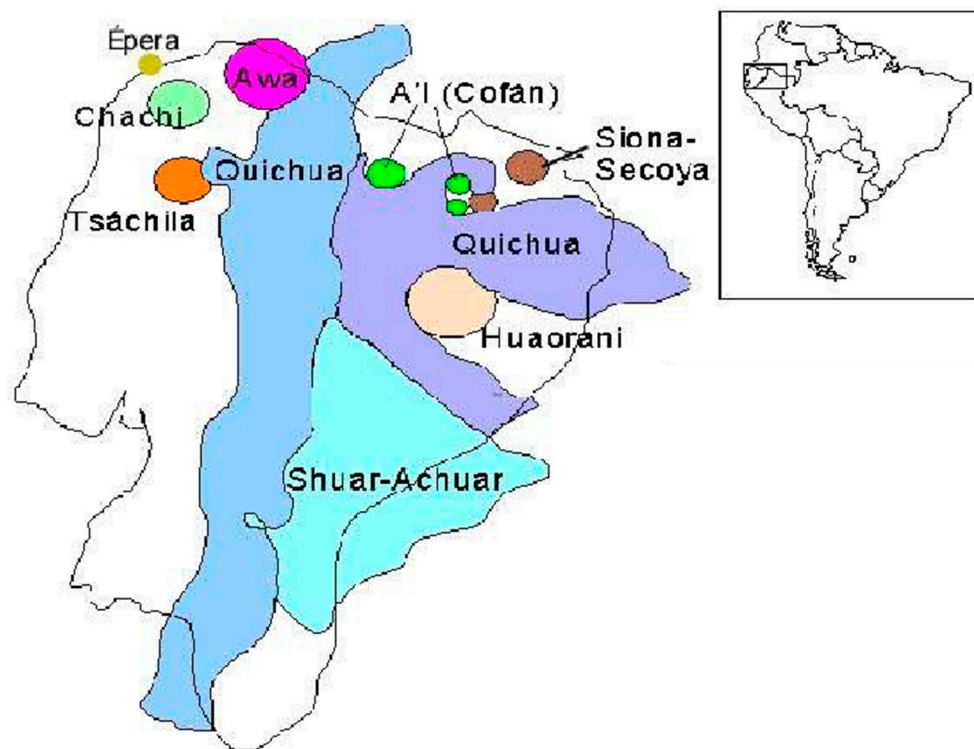 Épera
Awa
A'I (Cofán)
Chachi
Siona-
Secoya
Quichua
Tsáchila
Quichua
Huaorani
Shuar-Achuar